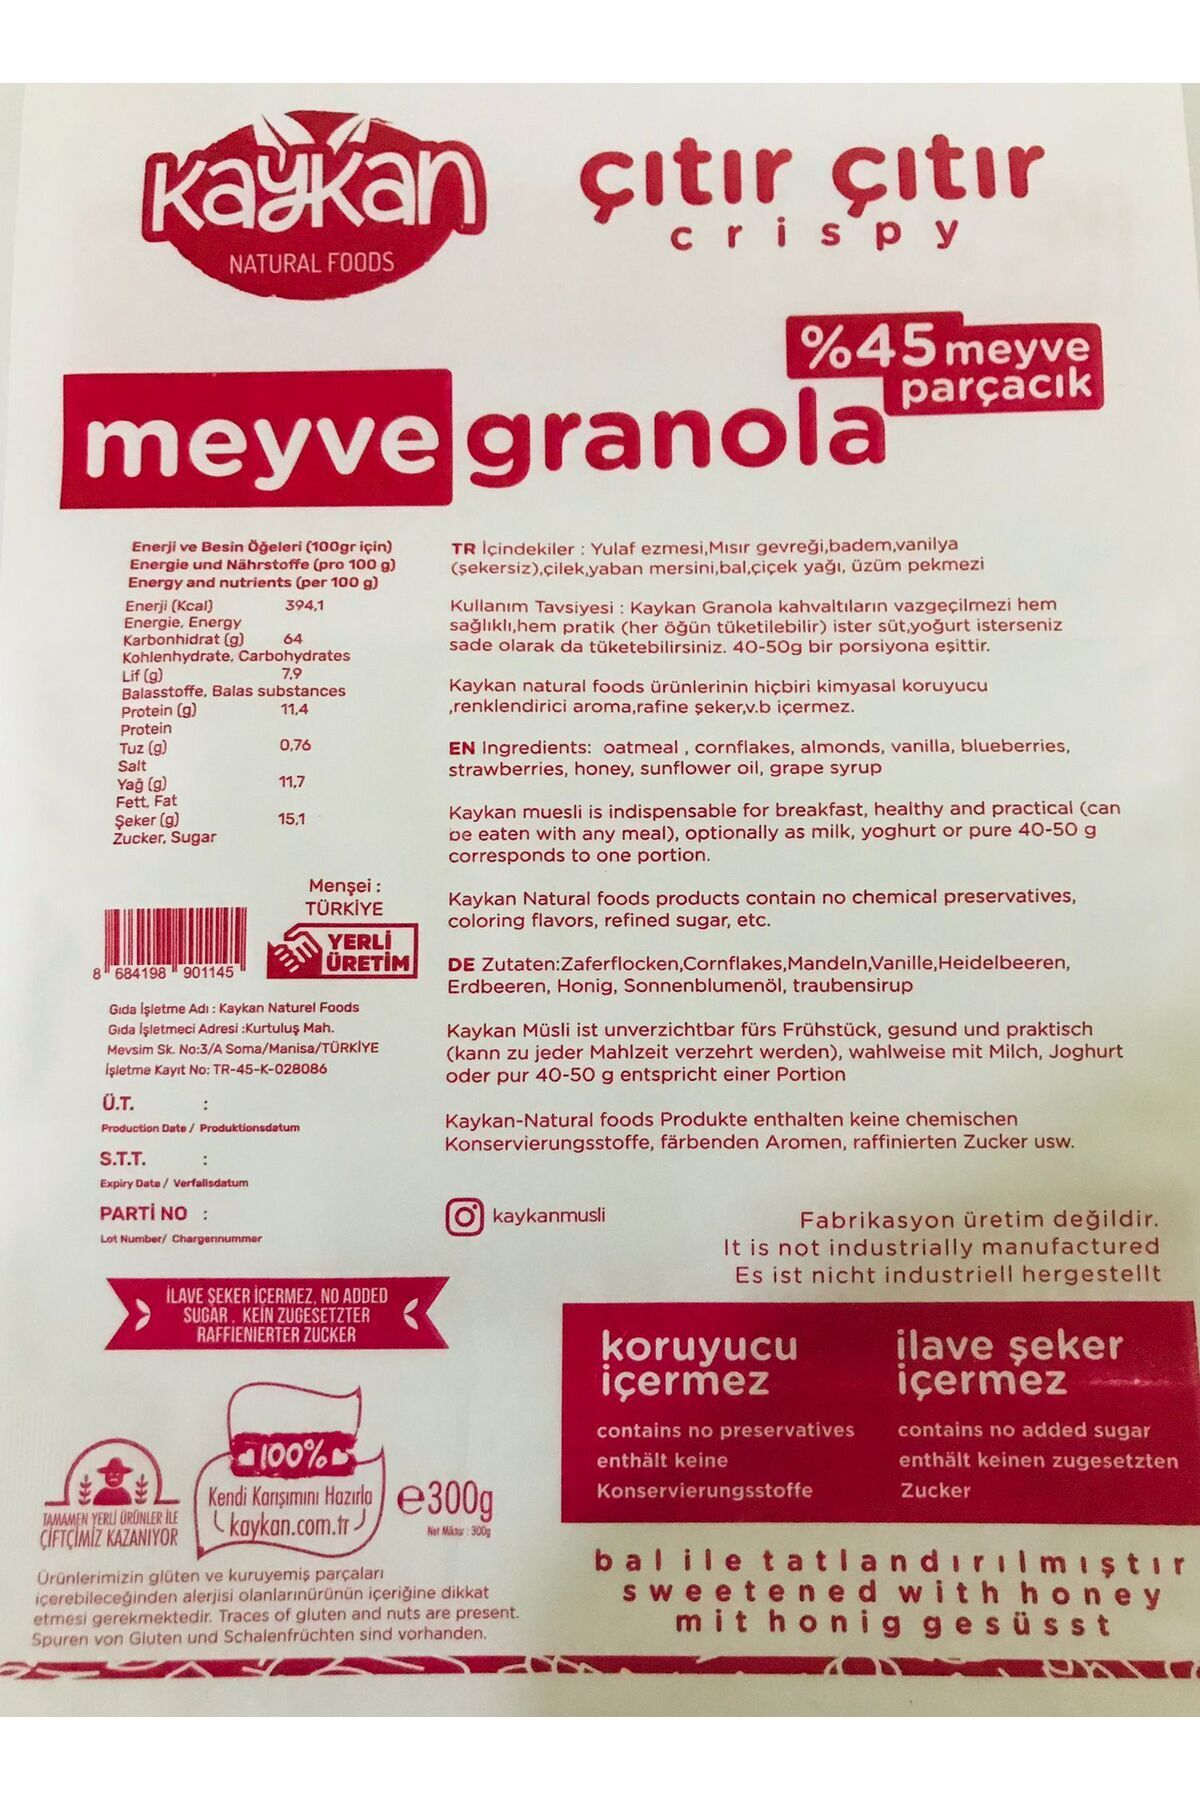 Kaykan
NATURAL FOODS
çıtır çıtır
crispy
%45 meyve
parçacık
meyve granola
Enerji ve Besin Öğeleri (100gr için)
Energie und Nährstoffe (pro 100 g)
Energy and nutrients (per 100 g)
Enerji (Kcal) 394,1
Energie, Energy
Karbonhidrat (g) 64
Kohlenhydrate, Carbohydrates
Lif (g) 7,9
Balasstoffe, Balas substances
Protein (g) 11,4
Protein
Tuz (g) 0,76
Salt
Yağ (g) 11,7
Fett, Fat
Şeker (g) 15,1
Zucker, Sugar
Menşei :
TÜRKİYE
YERLİ
ÜRETİM
8 684198 901145
Gıda İşletme Adı : Kaykan Naturel Foods
Gıda İşletmeci Adresi :Kurtuluş Mah.
Mevsim Sk. No:3/A Soma/Manisa/TÜRKİYE
İşletme Kayıt No: TR-45-K-028086
Ü.T. :
Production Date / Produktionsdatum
S.T.T. :
Expiry Date / Verfallsdatum
PARTİ NO :
Lot Number/ Chargennummer
TR İçindekiler : Yulaf ezmesi,Mısır gevreği,badem,vanilya
(şekersiz),çilek,yaban mersini,bal,çiçek yağı, üzüm pekmezi
Kullanım Tavsiyesi : Kaykan Granola kahvaltıların vazgeçilmezi hem
sağlıklı,hem pratik (her öğün tüketilebilir) ister süt,yoğurt isterseniz
sade olarak da tüketebilirsiniz. 40-50g bir porsiyona eşittir.
Kaykan natural foods ürünlerinin hiçbiri kimyasal koruyucu
,renklendirici aroma,rafine şeker,v.b içermez.
EN Ingredients: oatmeal , cornflakes, almonds, vanilla, blueberries,
strawberries, honey, sunflower oil, grape syrup
Kaykan muesli is indispensable for breakfast, healthy and practical (can
be eaten with any meal), optionally as milk, yoghurt or pure 40-50 g
corresponds to one portion.
Kaykan Natural foods products contain no chemical preservatives,
coloring flavors, refined sugar, etc.
DE Zutaten:Zaferflocken,Cornflakes,Mandeln,Vanille,Heidelbeeren,
Erdbeeren, Honig, Sonnenblumenöl, traubensirup
Kaykan Müsli ist unverzichtbar fürs Frühstück, gesund und praktisch
(kann zu jeder Mahlzeit verzehrt werden), wahlweise mit Milch, Joghurt
oder pur 40-50 g entspricht einer Portion
Kaykan-Natural foods Produkte enthalten keine chemischen
Konservierungsstoffe, färbenden Aromen, raffinierten Zucker usw.
kaykanmusli
Fabrikasyon üretim değildir.
It is not industrially manufactured
Es ist nicht industriell hergestellt
İLAVE ŞEKER İÇERMEZ, NO ADDED
SUGAR , KEİN ZUGESETZTER
RAFFİENİERTER ZUCKER
koruyucu
içermez
contains no preservatives
enthält keine
Konservierungsstoffe
ilave şeker
içermez
contains no added sugar
enthält keinen zugesetzten
Zucker
TAMAMEN YERLİ ÜRÜNLER İLE
ÇİFTÇİMİZ KAZANIYOR
100%
Kendi Karışımını Hazırla
kaykan.com.tr
e300g
Net Miktar : 300g
Ürünlerimizin glüten ve kuruyemiş parçaları
içerebileceğinden alerjisi olanlarınürünün içeriğine dikkat
etmesi gerekmektedir. Traces of gluten and nuts are present.
Spuren von Gluten und Schalenfrüchten sind vorhanden.
bal ile tatlandırılmıştır
sweetened with honey
mit honig gesüsst